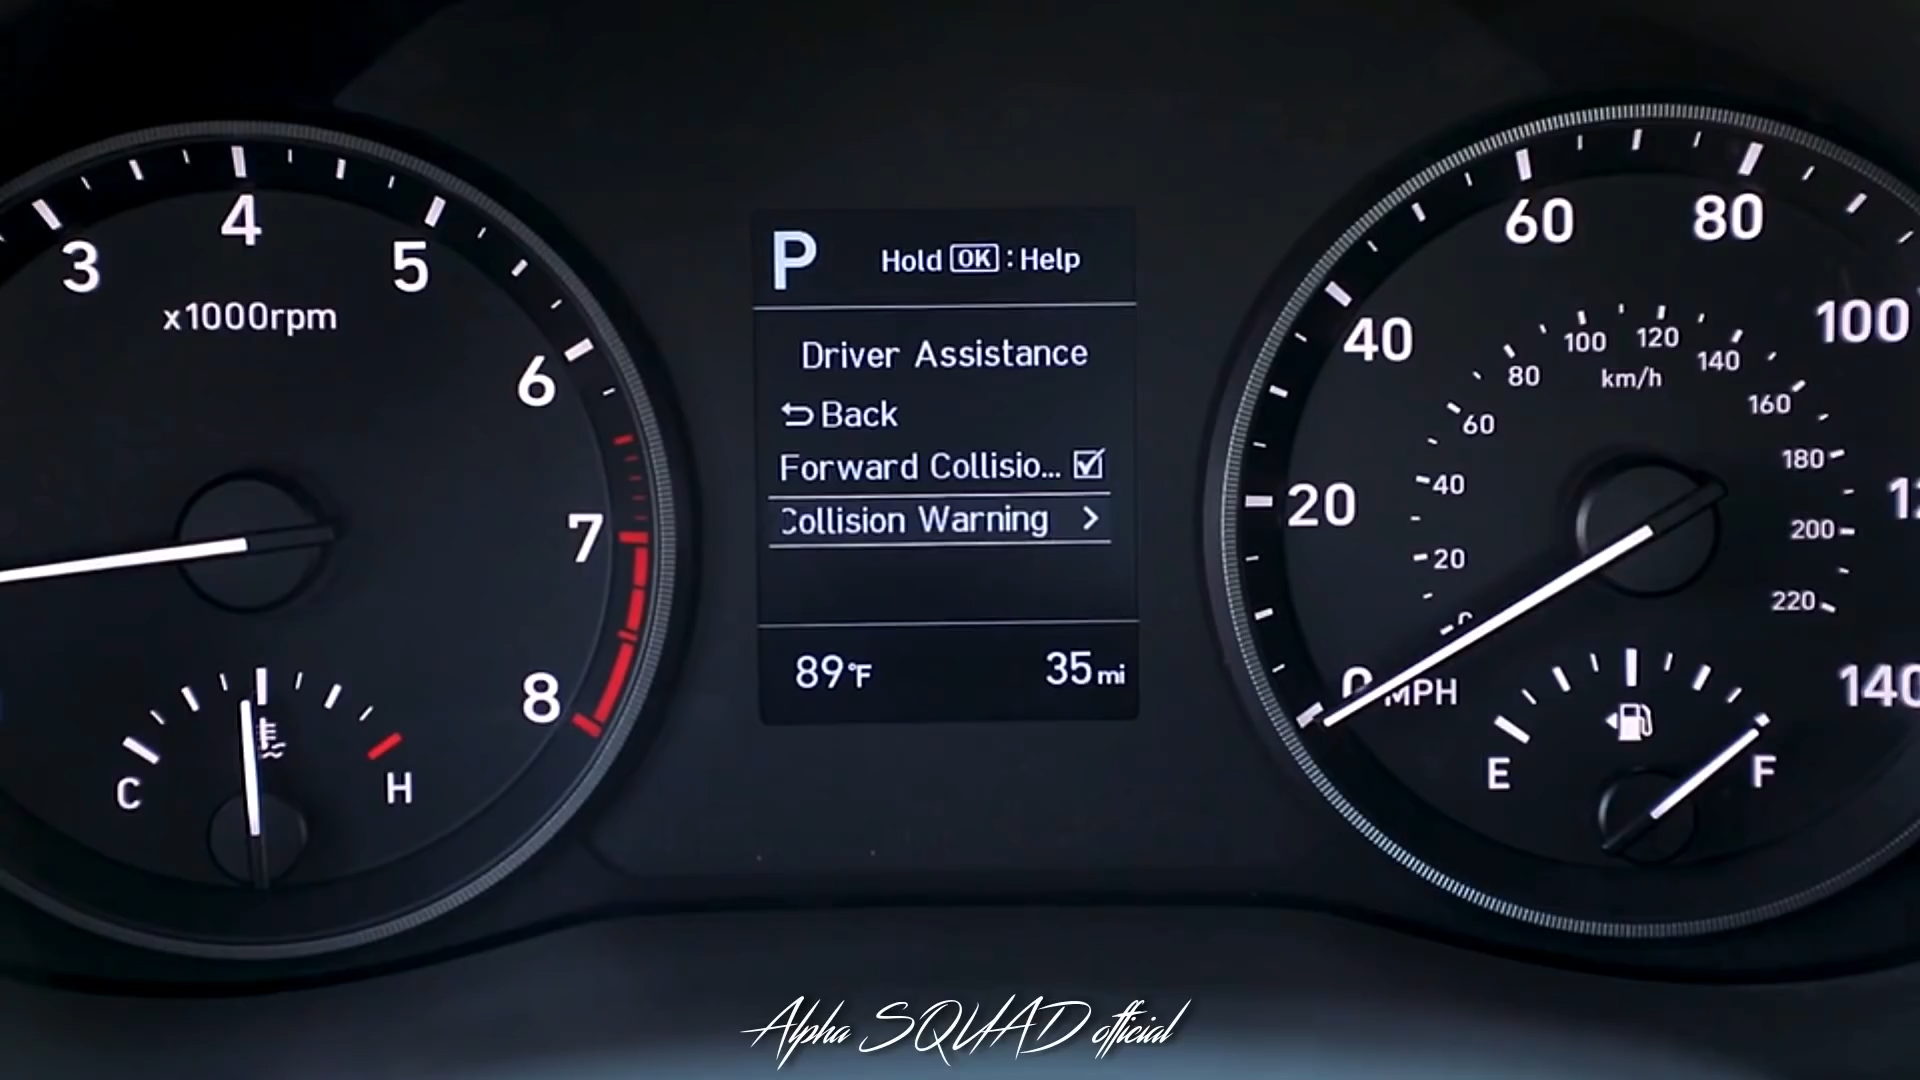 3
4
5
6
7
8
x1000rpm
C
H
P
Hold OK : Help
Driver Assistance
Back
Forward Collisio...
Collision Warning
89°F
35 mi
0
20
40
60
80
100
140
MPH
20
40
60
80
100
120
140
160
180
200
220
km/h
E
F
Alpha SQUAD official